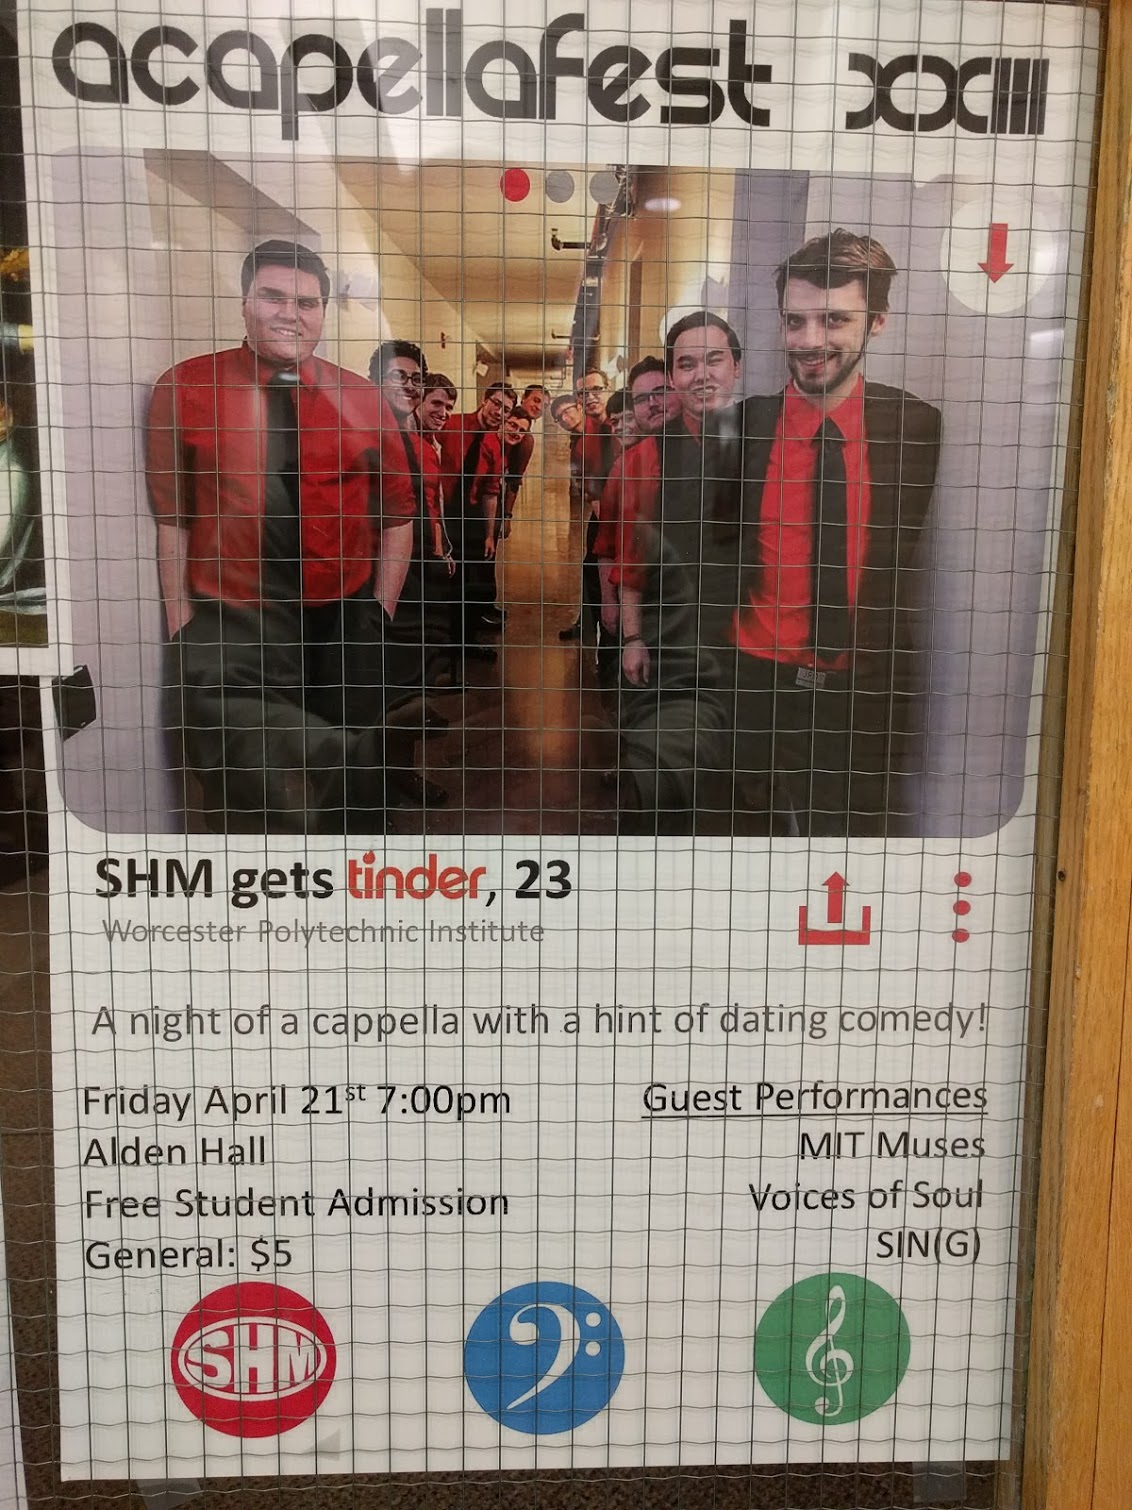 acapellafest XXIII
SHM gets tinder, 23
Worcester Polytechnic Institute
A night of a cappella with a hint of dating comedy!
Friday April 21st 7:00pm
Alden Hall
Free Student Admission
General: $5
Guest Performances
MIT Muses
Voices of Soul
SIN(G)
SHM